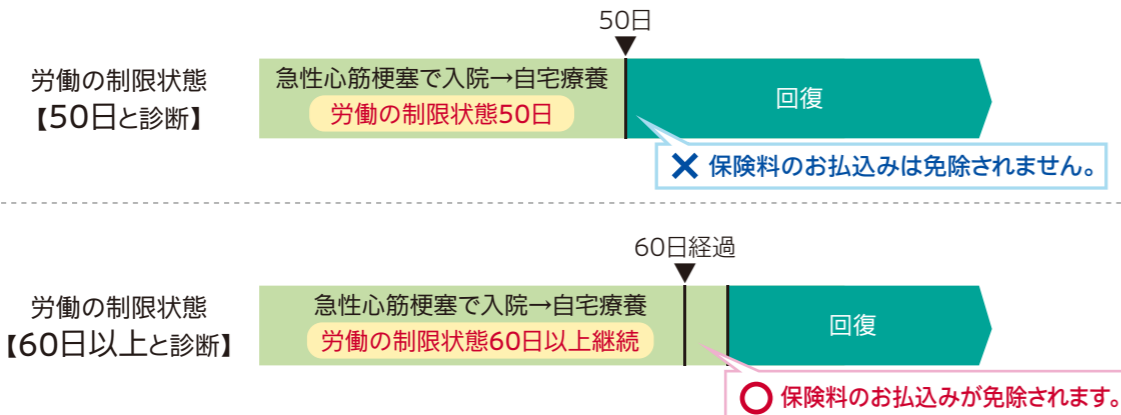 50日
労働の制限状態
【50日と診断】
急性心筋梗塞で入院→自宅療養
労働の制限状態50日
回復
✕ 保険料のお払込みは免除されません。
60日経過
労働の制限状態
【60日以上と診断】
急性心筋梗塞で入院→自宅療養
労働の制限状態60日以上継続
回復
○ 保険料のお払込みが免除されます。